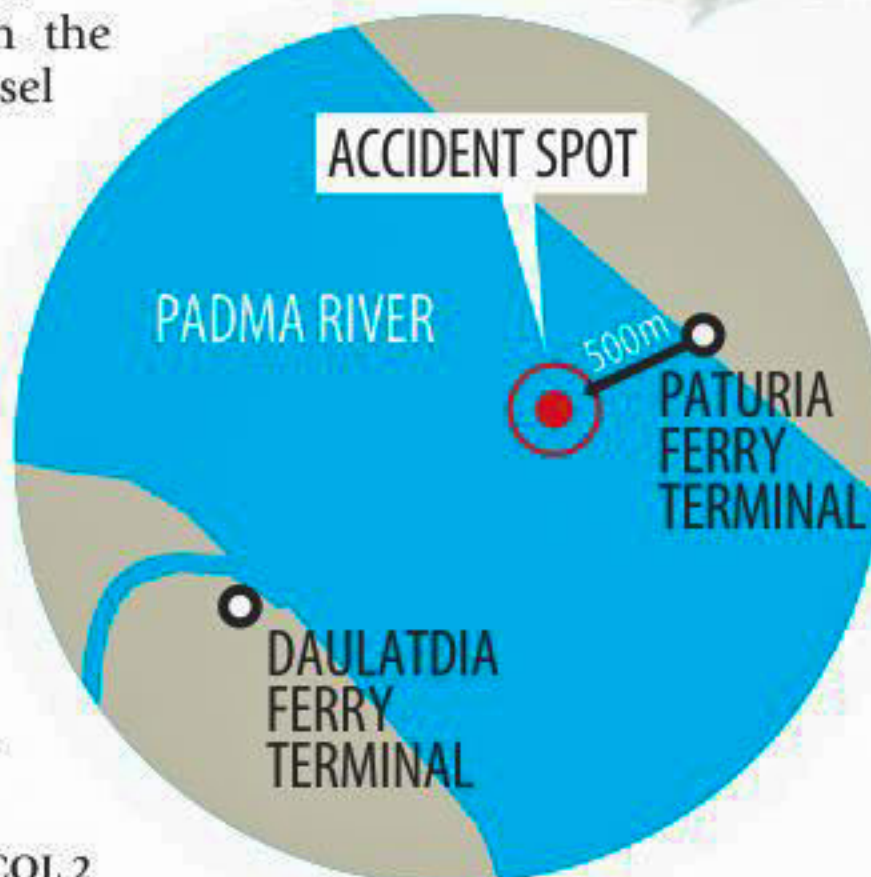 the
sel
ACCIDENT SPOT
PADMA RIVER
500m
PATURIA
FERRY
TERMINAL
DAULATDIA
FERRY
TERMINAL
COL 2